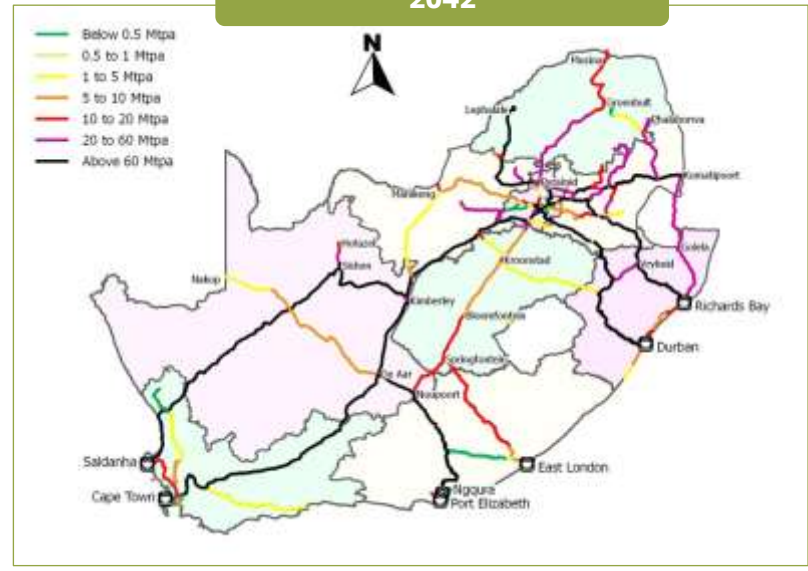 2042
Below 0.5 Mtpa
0.5 to 1 Mtpa
1 to 5 Mtpa
5 to 10 Mtpa
10 to 20 Mtpa
20 to 60 Mtpa
Above 60 Mtpa
N
Musina
Groenbult
Lephalale
Phalaborwa
Komatipoort
Mafikeng
Hotazel
Sishen
Golela
Vryheid
Kroonstad
Nakop
Kimberley
Richards Bay
Bloemfontein
Durban
Springfontein
De Aar
Noupoort
Saldanha
East London
Cape Town
Ngqura
Port Elizabeth